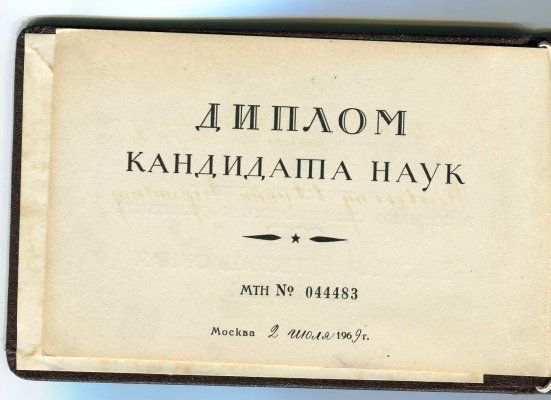 ДИПЛОМ
КАНДИДАТА НАУК
МТН № 044483
Москва 2 июля 1969 г.